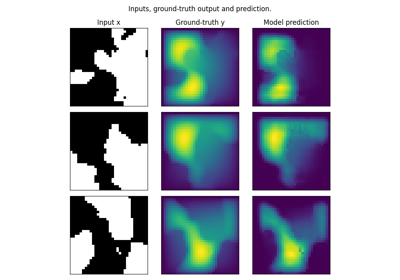 Inputs, ground-truth output and prediction.
Input x
Ground-truth y
Model prediction